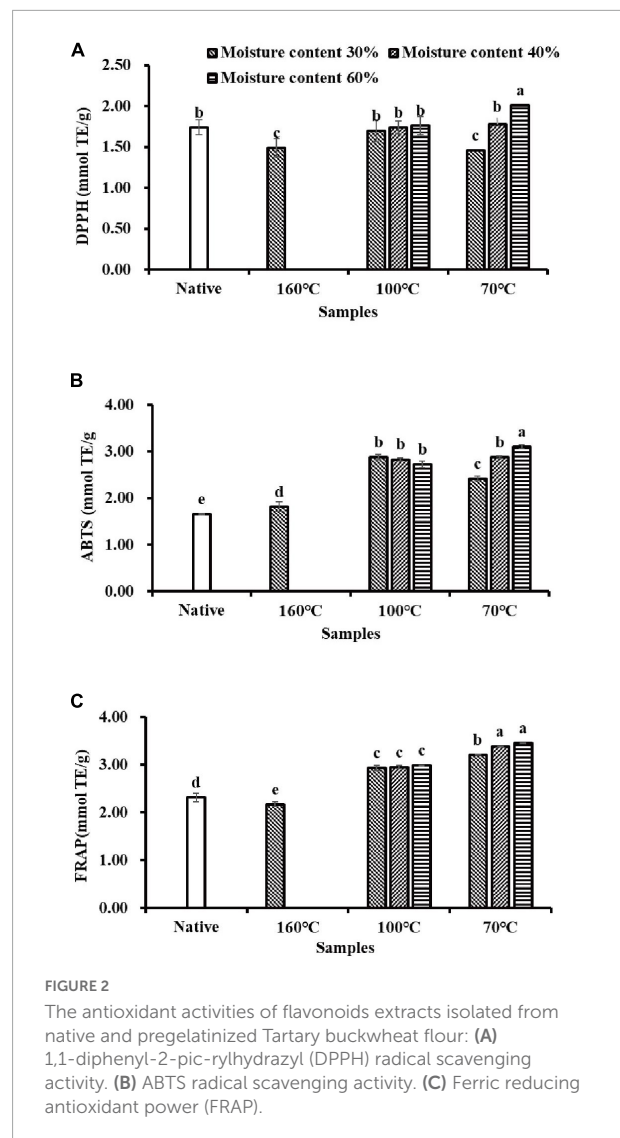 A
Moisture content 30% Moisture content 40%
Moisture content 60%
2.50
2.00
1.50
1.00
0.50
0.00
DPPH (mmol TE/g)
b c b b b c b a
Native 160°C 100°C 70°C
Samples
B
4.00
3.00
2.00
1.00
0.00
ABTS (mmol TE/g
e d b b b c b a
Native 160°C 100°C 70°C
Samples
C
4.00
3.00
2.00
1.00
0.00
FRAP(mmol TE/g)
d e c c c b a a
Native 160°C 100°C 70°C
Samples
FIGURE 2
The antioxidant activities of flavonoids extracts isolated from
native and pregelatinized Tartary buckwheat flour: (A)
1,1-diphenyl-2-pic-rylhydrazyl (DPPH) radical scavenging
activity. (B) ABTS radical scavenging activity. (C) Ferric reducing
antioxidant power (FRAP).